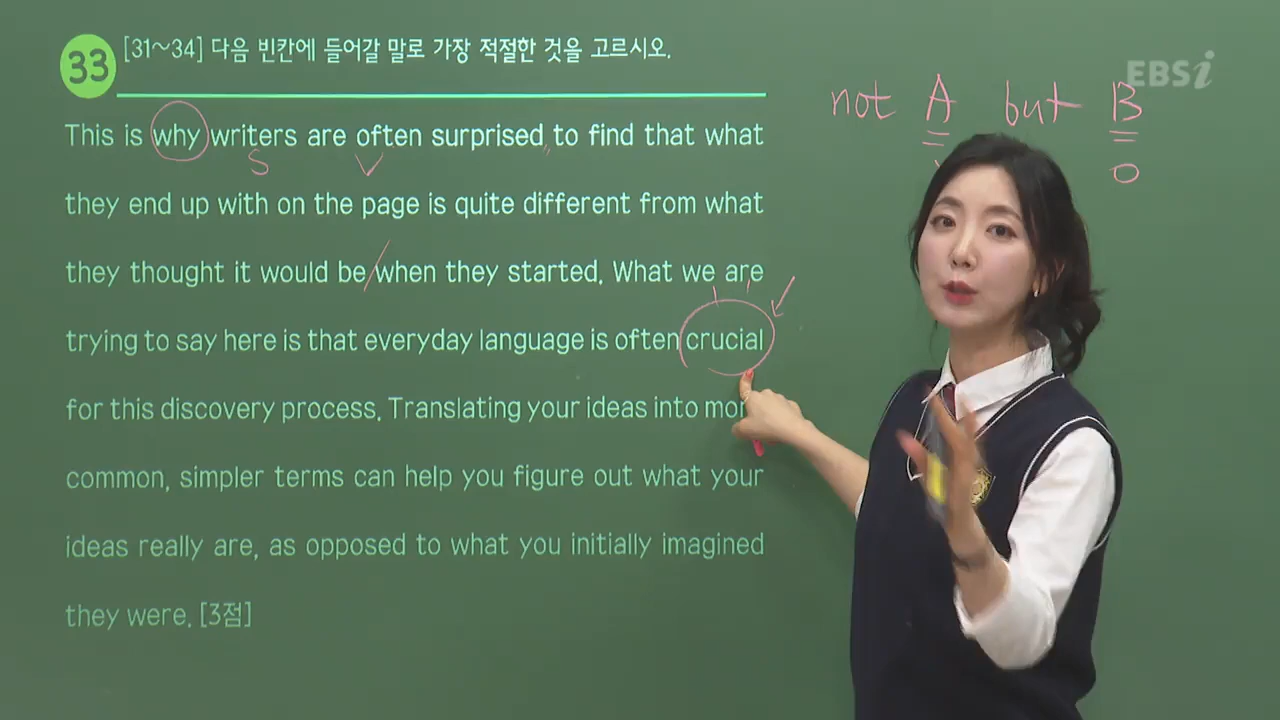 33
[31~34] 다음 빈칸에 들어갈 말로 가장 적절한 것을 고르시오.
EBSi
not A but B
O
This is why writers are often surprised to find that what
S V
they end up with on the page is quite different from what
they thought it would be when they started. What we are
trying to say here is that everyday language is often crucial
for this discovery process. Translating your ideas into
common, simpler terms can help you figure out what your
ideas really are, as opposed to what you initially imagined
they were. [3점]